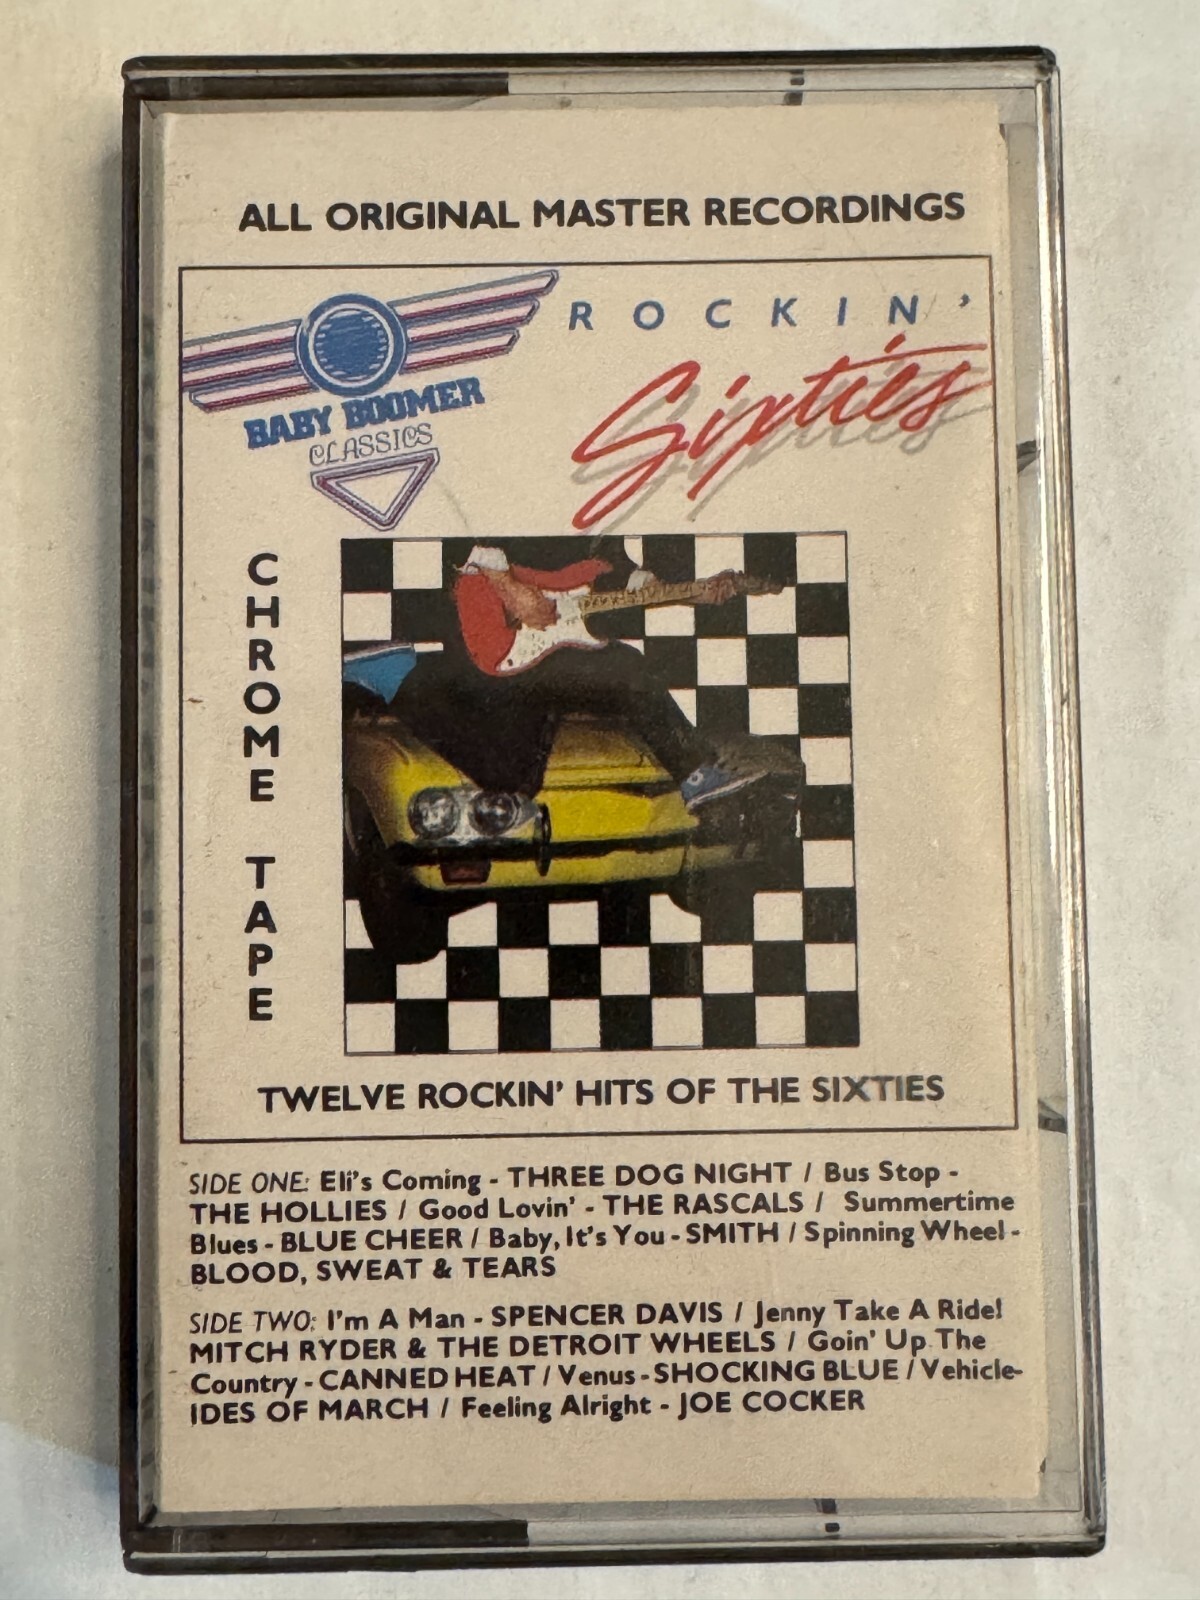 ALL ORIGINAL MASTER RECORDINGS
ROCKIN'
Sixties
BABY BOOMER
CLASSICS
CHROME TAPE
TWELVE ROCKIN' HITS OF THE SIXTIES
SIDE ONE: Eli's Coming - THREE DOG NIGHT / Bus Stop -
THE HOLLIES / Good Lovin' - THE RASCALS / Summertime
Blues - BLUE CHEER / Baby, It's You - SMITH / Spinning Wheel -
BLOOD, SWEAT & TEARS
SIDE TWO: I'm A Man - SPENCER DAVIS / Jenny Take A Ride!
MITCH RYDER & THE DETROIT WHEELS / Goin' Up The
Country - CANNED HEAT / Venus - SHOCKING BLUE / Vehicle-
IDES OF MARCH / Feeling Alright - JOE COCKER